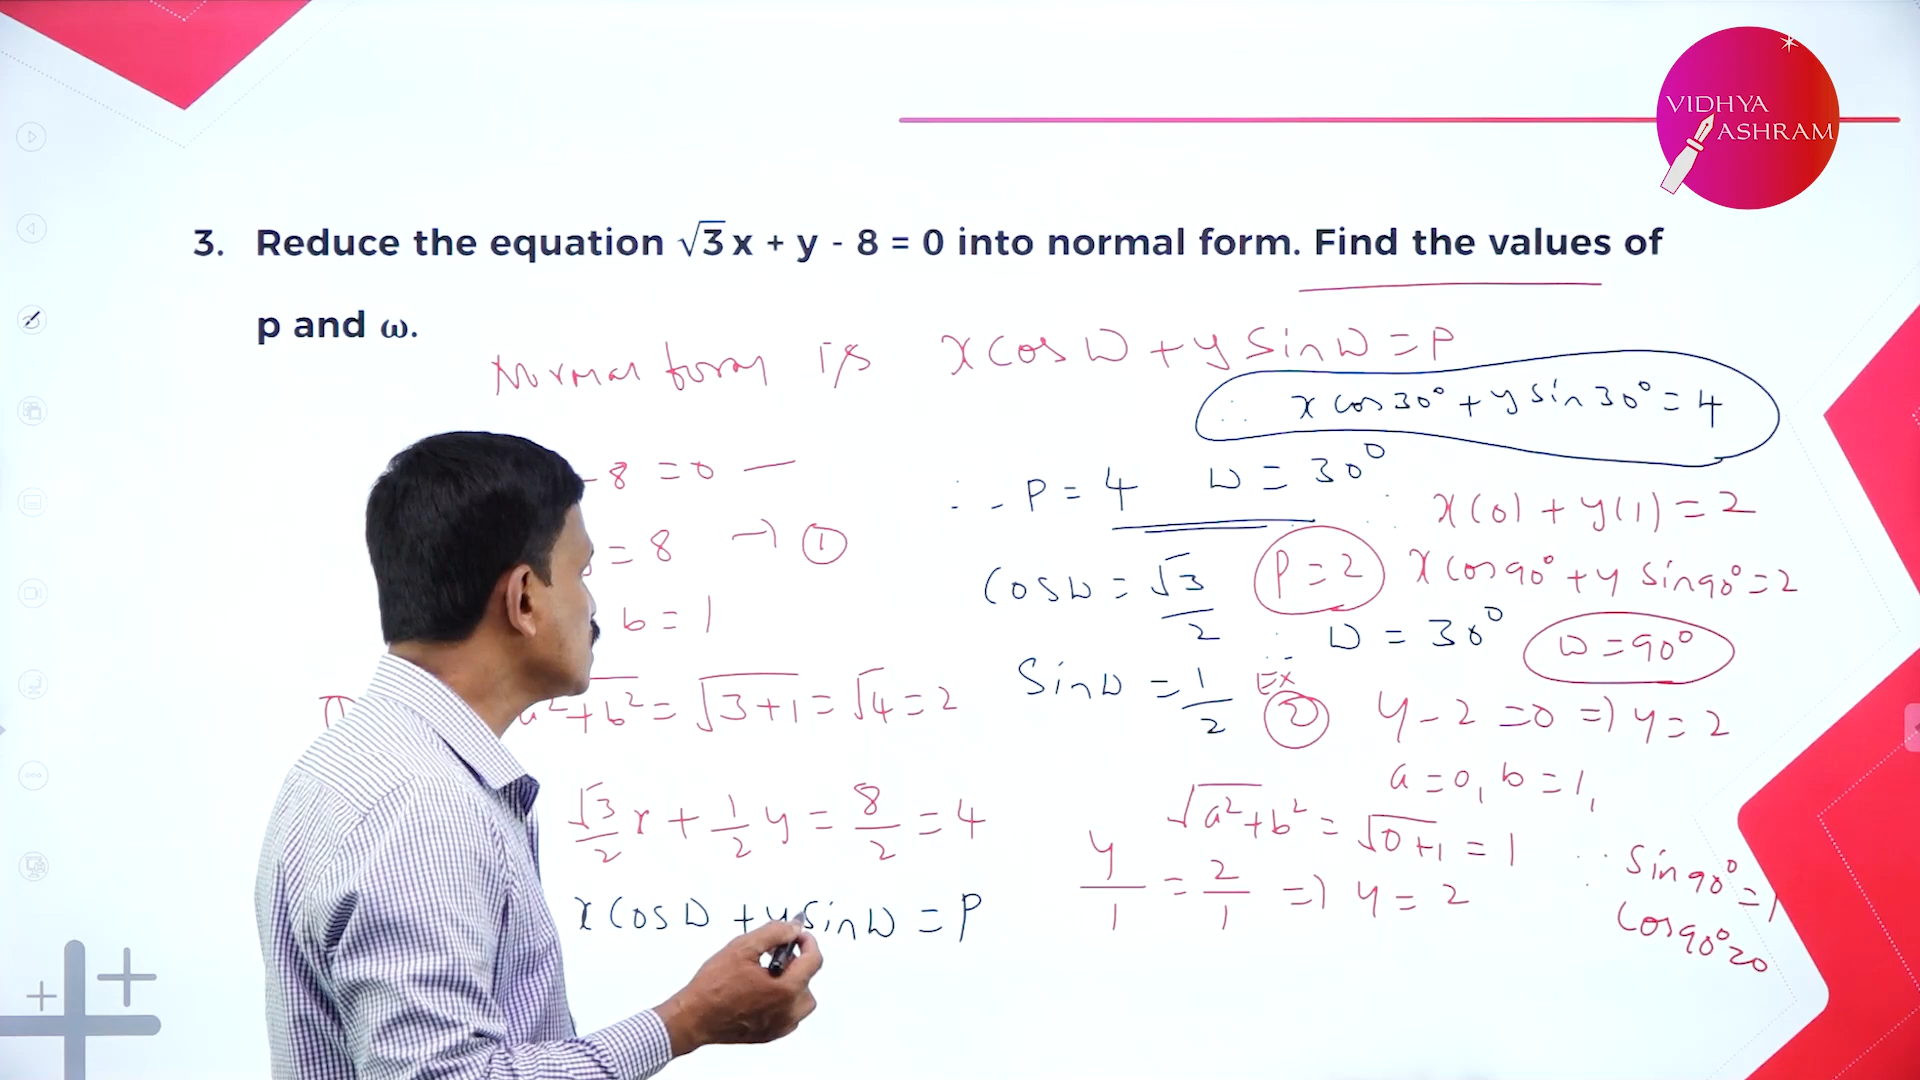 VIDHYA
ASHRAM
3. Reduce the equation √3x + y - 8 = 0 into normal form. Find the values of
p and ω.
Normal form is x cos ω + y sin ω = P
∴ x cos 30° + y sin 30° = 4
- 8 = 0 —
∴ P = 4 ω = 30°
= 8 → ①
b = 1
a² + b² = √3+1 = √4 = 2
√3/2 x + 1/2 y = 8/2 = 4
x cos ω + y sin ω = P
cos ω = √3/2
sin ω = 1/2
∴ ω = 30°
∵ x(0) + y(1) = 2
x cos 90° + y sin 90° = 2
P = 2
ω = 90°
Ex
② y - 2 = 0 ⇒ y = 2
a = 0, b = 1,
√a² + b² = √0+1 = 1
y/1 = 2/1 ⇒ y = 2
∵ sin 90° = 1
cos 90° = 0